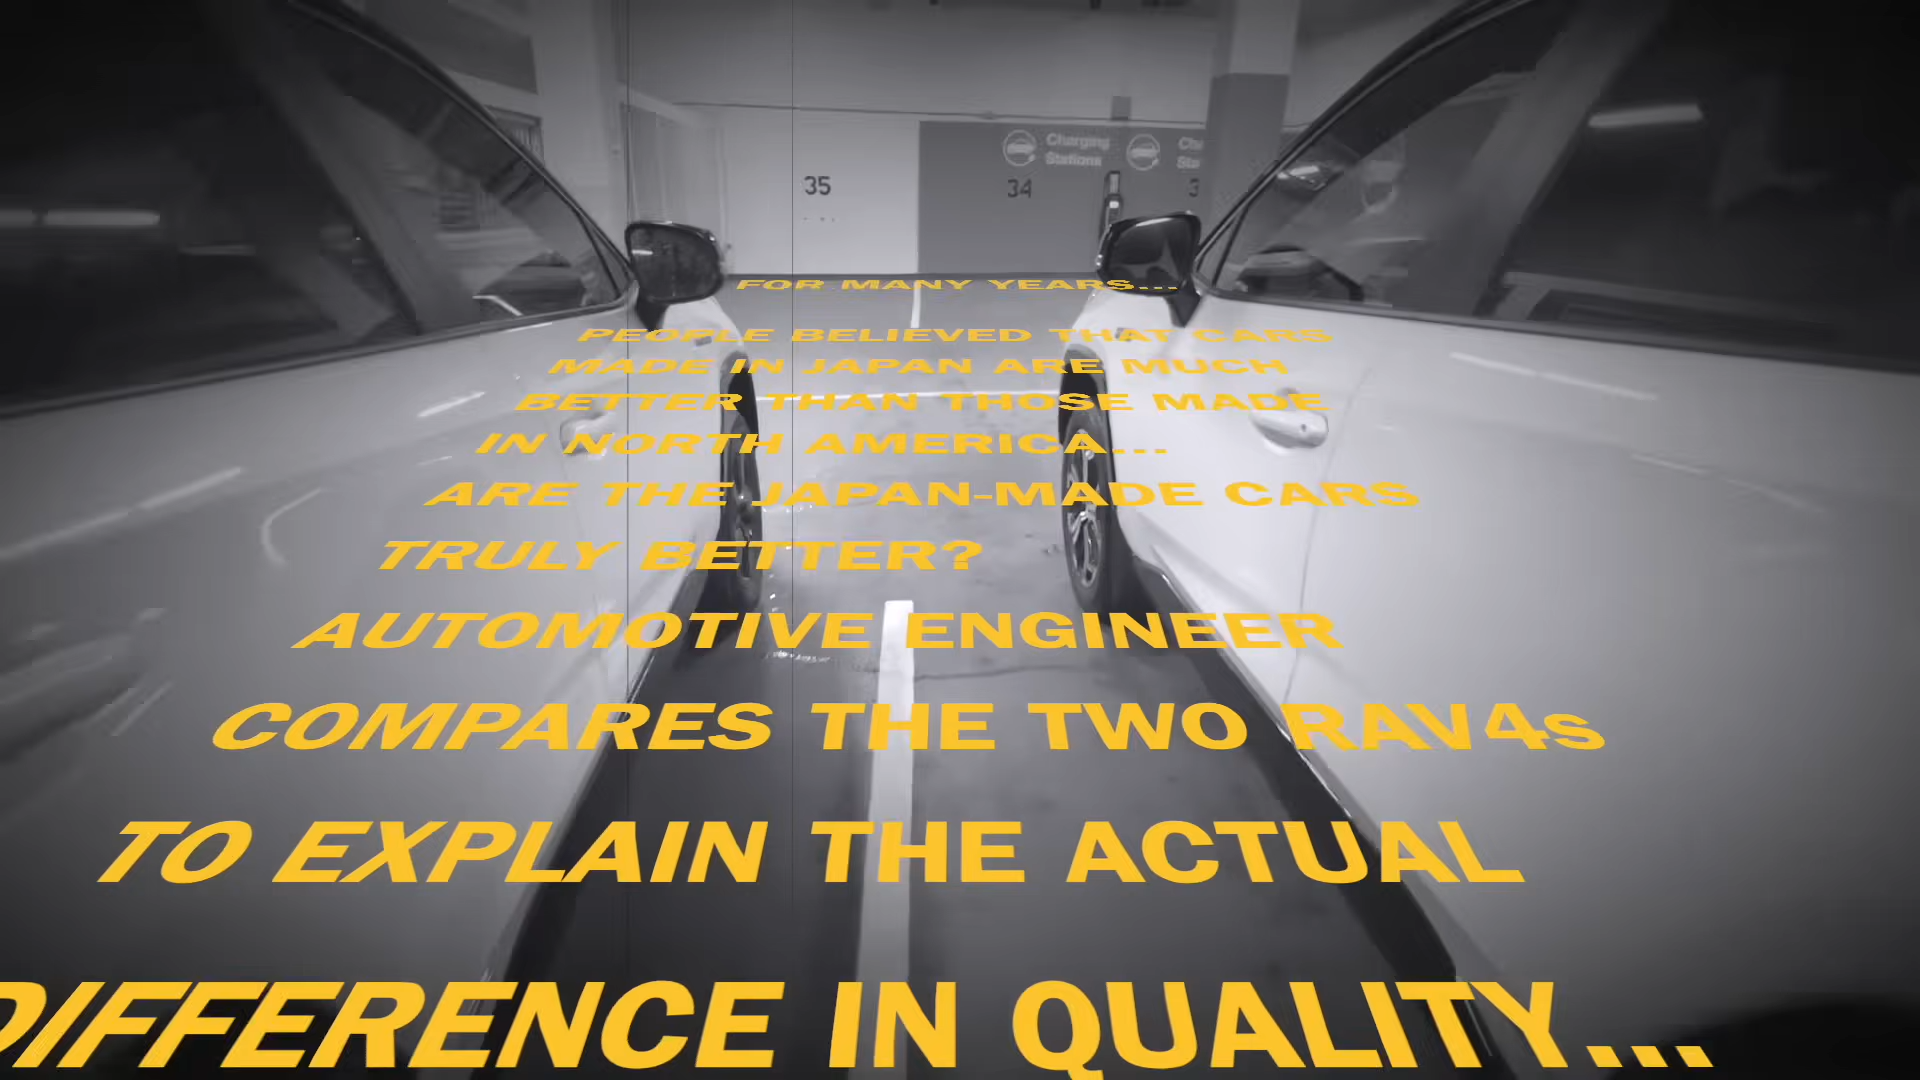 Charging
Stations
35
34
FOR MANY YEARS...
PEOPLE BELIEVED THAT CARS
MADE IN JAPAN ARE MUCH
BETTER THAN THOSE MADE
IN NORTH AMERICA...
ARE THE JAPAN-MADE CARS
TRULY BETTER?
AUTOMOTIVE ENGINEER
COMPARES THE TWO RAV4s
TO EXPLAIN THE ACTUAL
DIFFERENCE IN QUALITY...